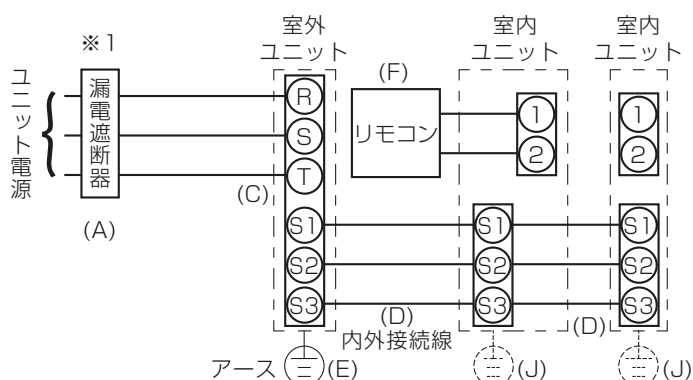 ※1
室外
ユニット
室内
ユニット
室内
ユニット
ユニット電源
漏電遮断器
(A)
R
S
T
(C)
(F)
リモコン
1
2
1
2
S1
S2
S3
S1
S2
S3
S1
S2
S3
(D)
内外接続線
(D)
アース
(E)
(J)
(J)